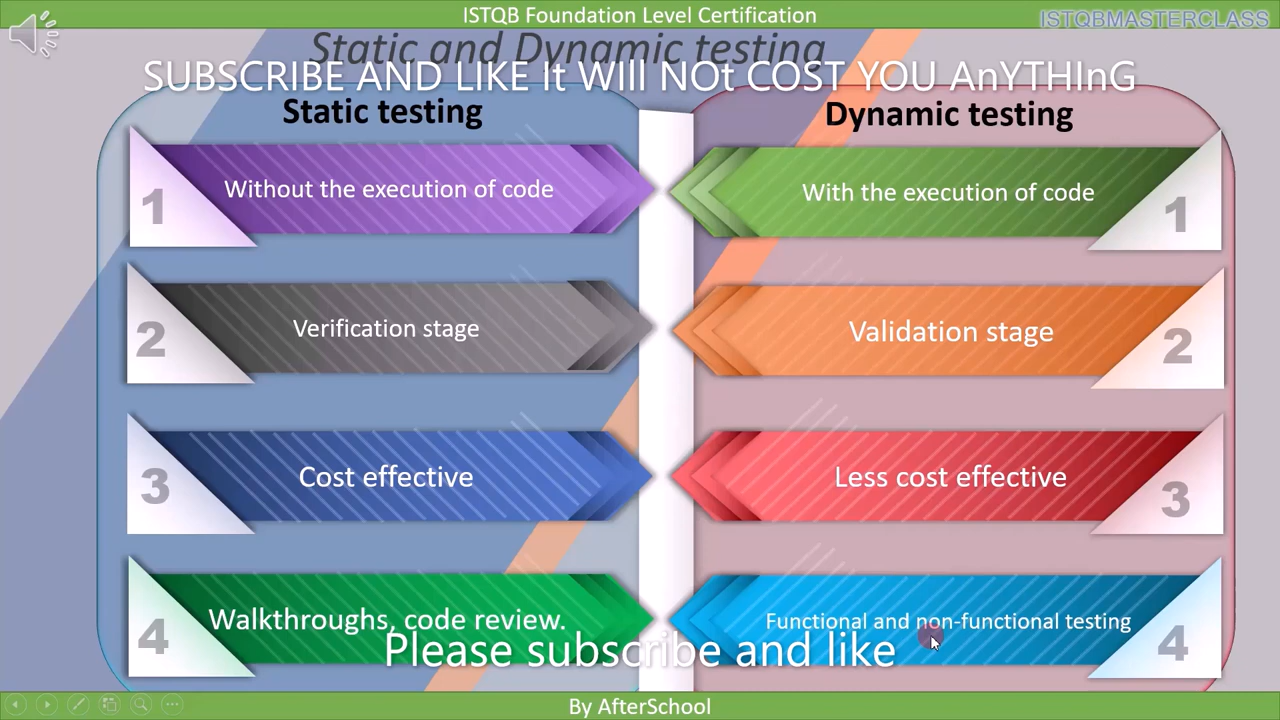 ISTQB Foundation Level Certification
ISTQBMASTERCLASS
Static and Dynamic testing
SUBSCRIBE AND LIKE It WIll NOt COST YOU AnYTHInG
Static testing
Dynamic testing
1 Without the execution of code
With the execution of code 1
2 Verification stage
Validation stage 2
3 Cost effective
Less cost effective 3
4 Walkthroughs, code review.
Functional and non-functional testing 4
Please subscribe and like
By AfterSchool